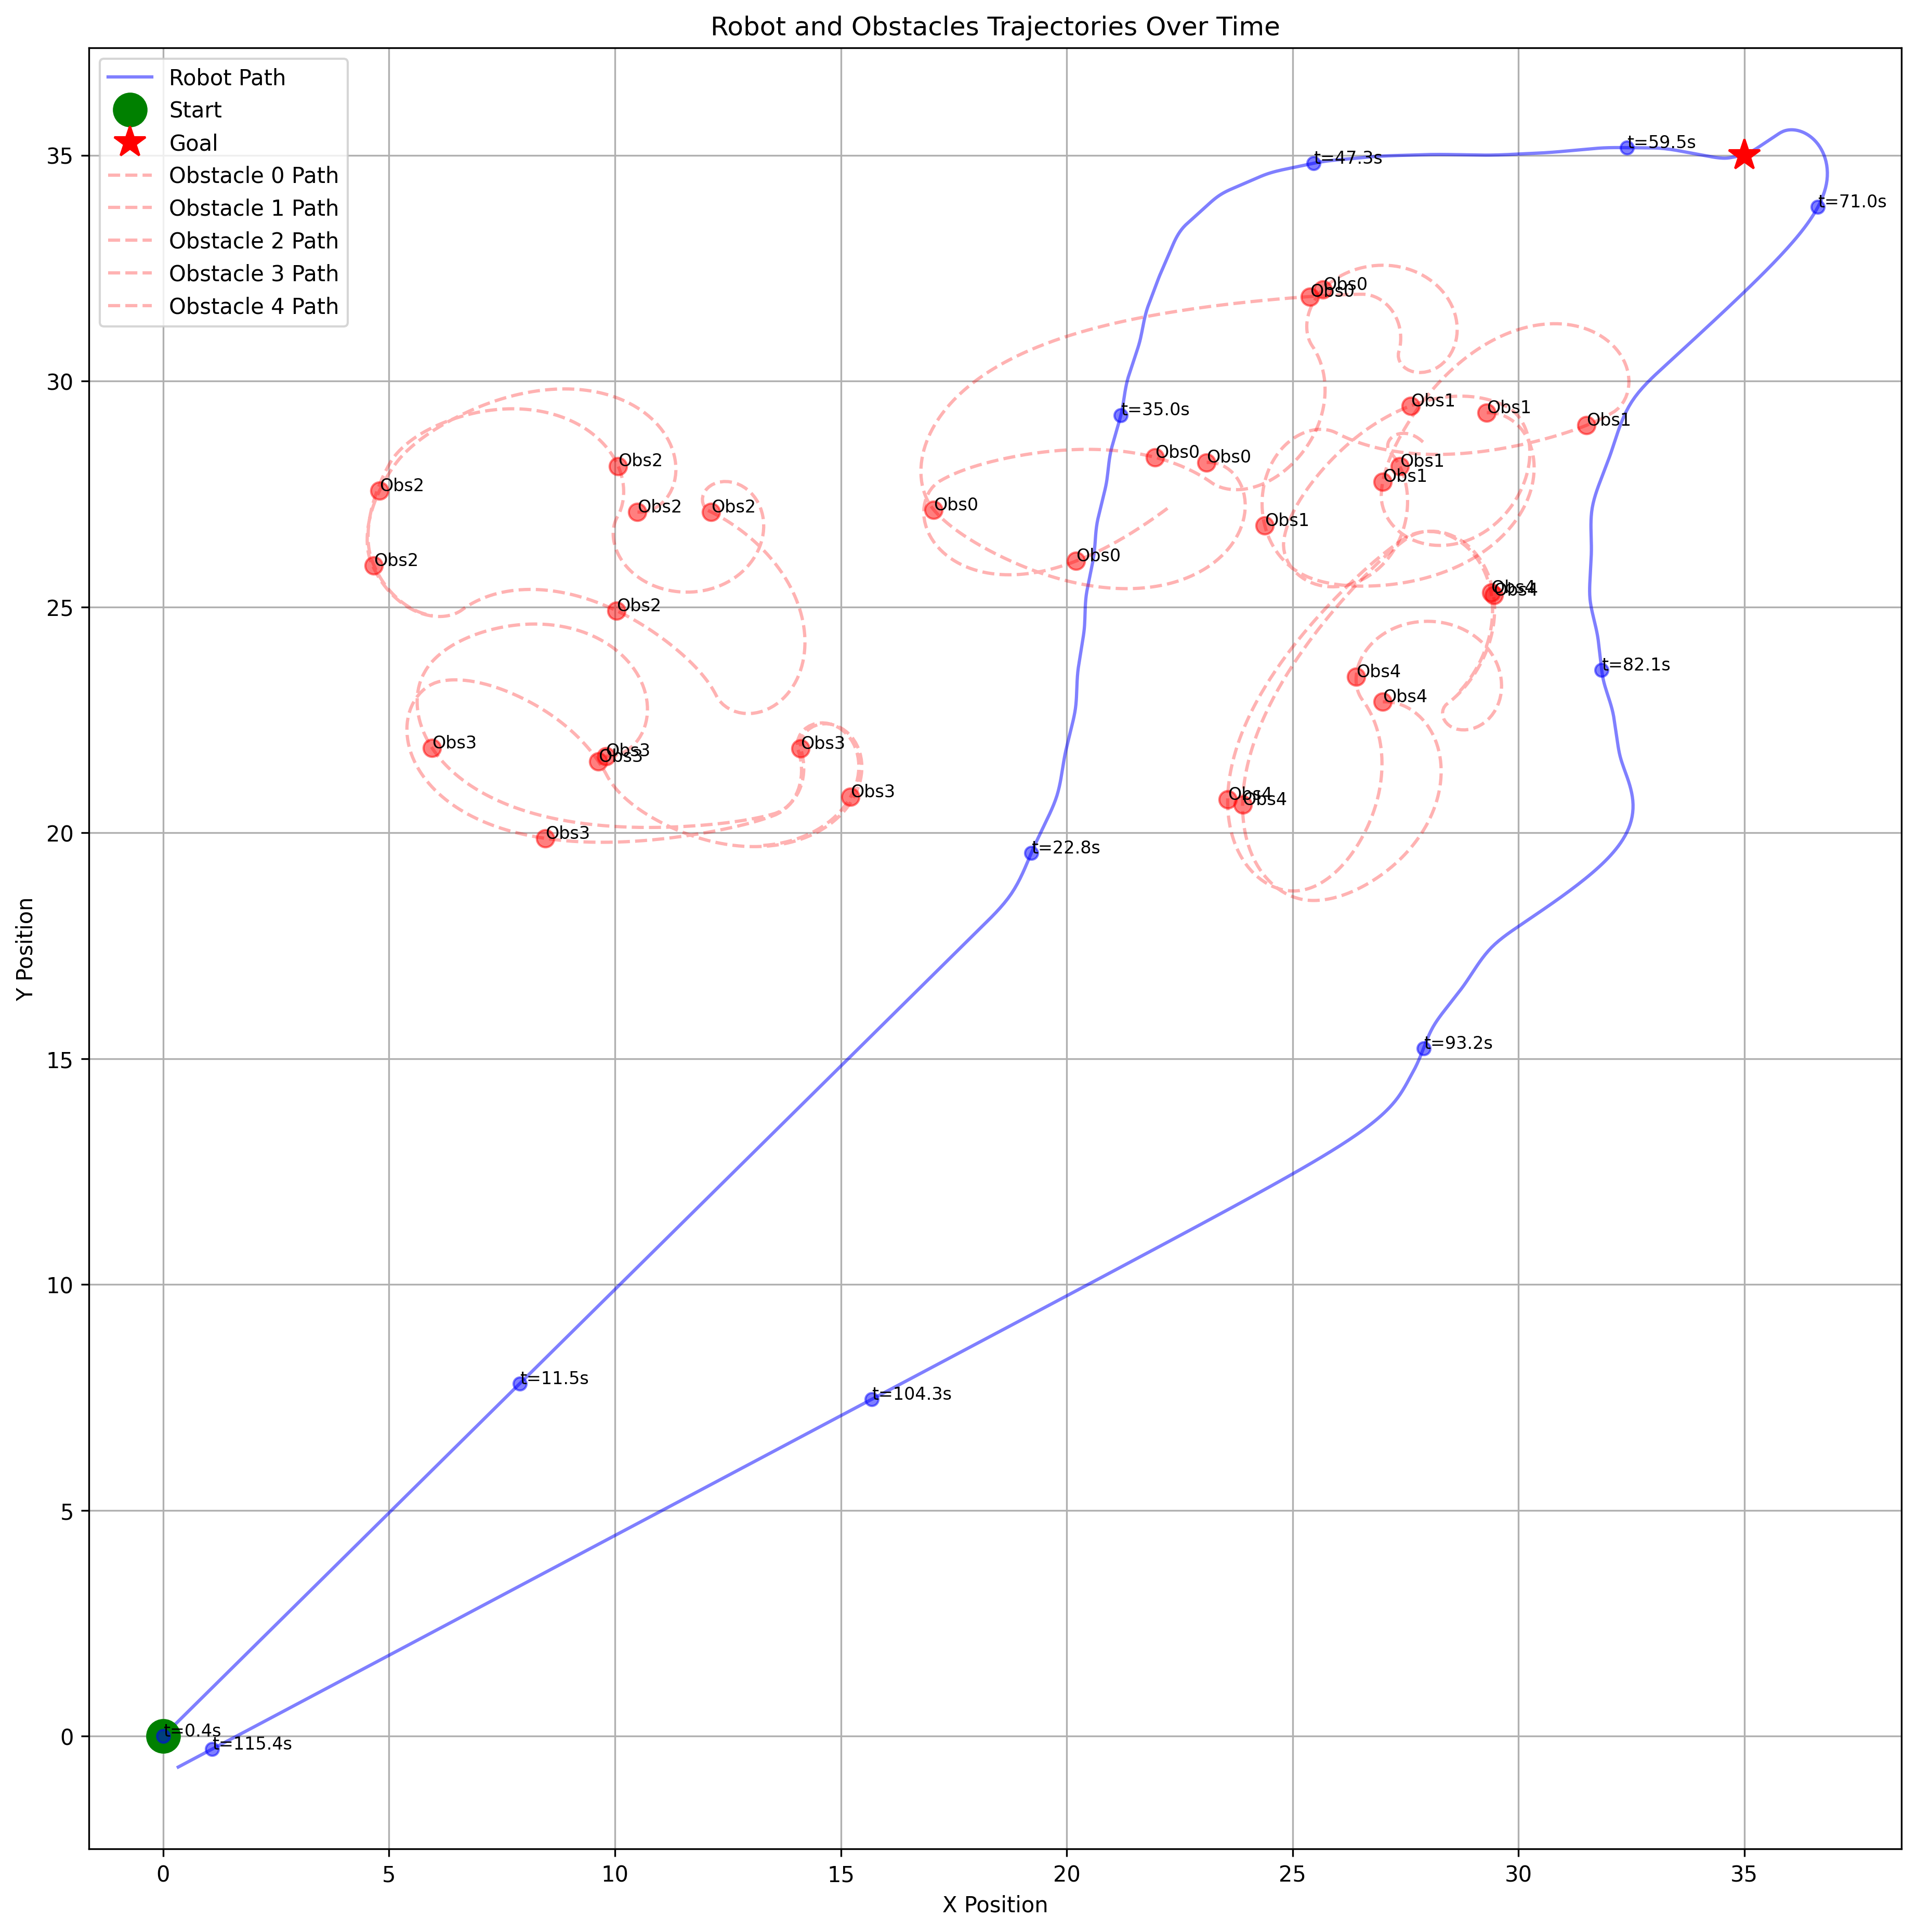 Robot and Obstacles Trajectories Over Time
Robot Path
Start
Goal
Obstacle 0 Path
Obstacle 1 Path
Obstacle 2 Path
Obstacle 3 Path
Obstacle 4 Path
t=47.3s
t=59.5s
t=71.0s
Obs0
Obs0
t=35.0s
Obs1
Obs1
Obs1
Obs2
Obs0
Obs0
Obs1
Obs1
Obs2
Obs2
Obs2
Obs0
Obs1
Obs2
Obs0
Obs4
Obs4
Obs2
t=82.1s
Obs4
Obs4
Obs3
Obs3
Obs3
Obs3
Obs3
Obs4
Obs4
Obs3
t=22.8s
t=93.2s
t=11.5s
t=104.3s
t=0.4s
t=115.4s
35
30
25
20
15
10
5
0
Y Position
0
5
10
15
20
25
30
35
X Position